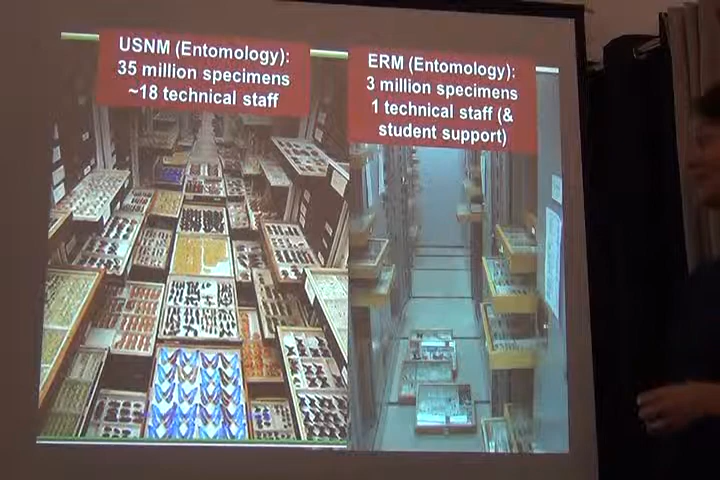 USNM (Entomology):
35 million specimens
~18 technical staff
ERM (Entomology):
3 million specimens
1 technical staff (&
student support)